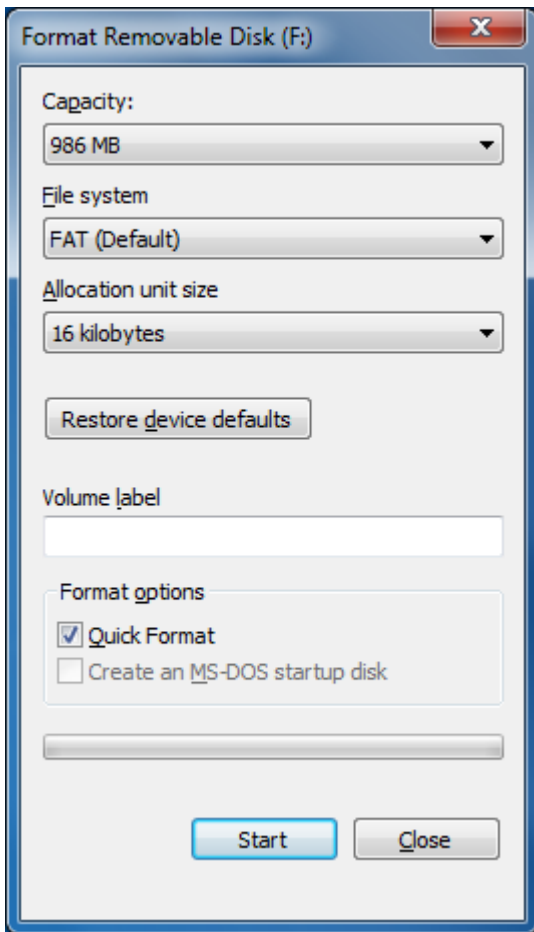 Format Removable Disk (F:)
Capacity:
986 MB
File system
FAT (Default)
Allocation unit size
16 kilobytes
Restore device defaults
Volume label
Format options
Quick Format
Create an MS-DOS startup disk
Start
Close